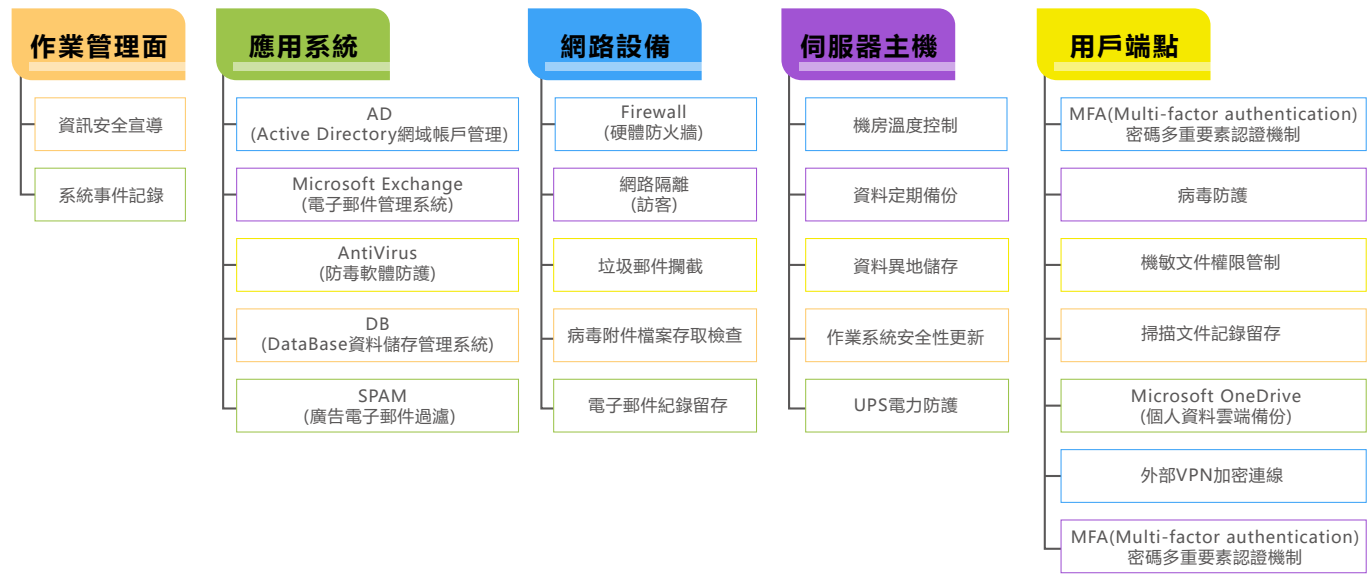 作業管理面
資訊安全宣導
系統事件記錄
應用系統
AD
(Active Directory網域帳戶管理)
Microsoft Exchange
(電子郵件管理系統)
AntiVirus
(防毒軟體防護)
DB
(DataBase資料儲存管理系統)
SPAM
(廣告電子郵件過濾)
網路設備
Firewall
(硬體防火牆)
網路隔離
(訪客)
垃圾郵件攔截
病毒附件檔案存取檢查
電子郵件紀錄留存
伺服器主機
機房溫度控制
資料定期備份
資料異地儲存
作業系統安全性更新
UPS電力防護
用戶端點
MFA(Multi-factor authentication)
密碼多重要素認證機制
病毒防護
機敏文件權限管制
掃描文件記錄留存
Microsoft OneDrive
(個人資料雲端備份)
外部VPN加密連線
MFA(Multi-factor authentication)
密碼多重要素認證機制